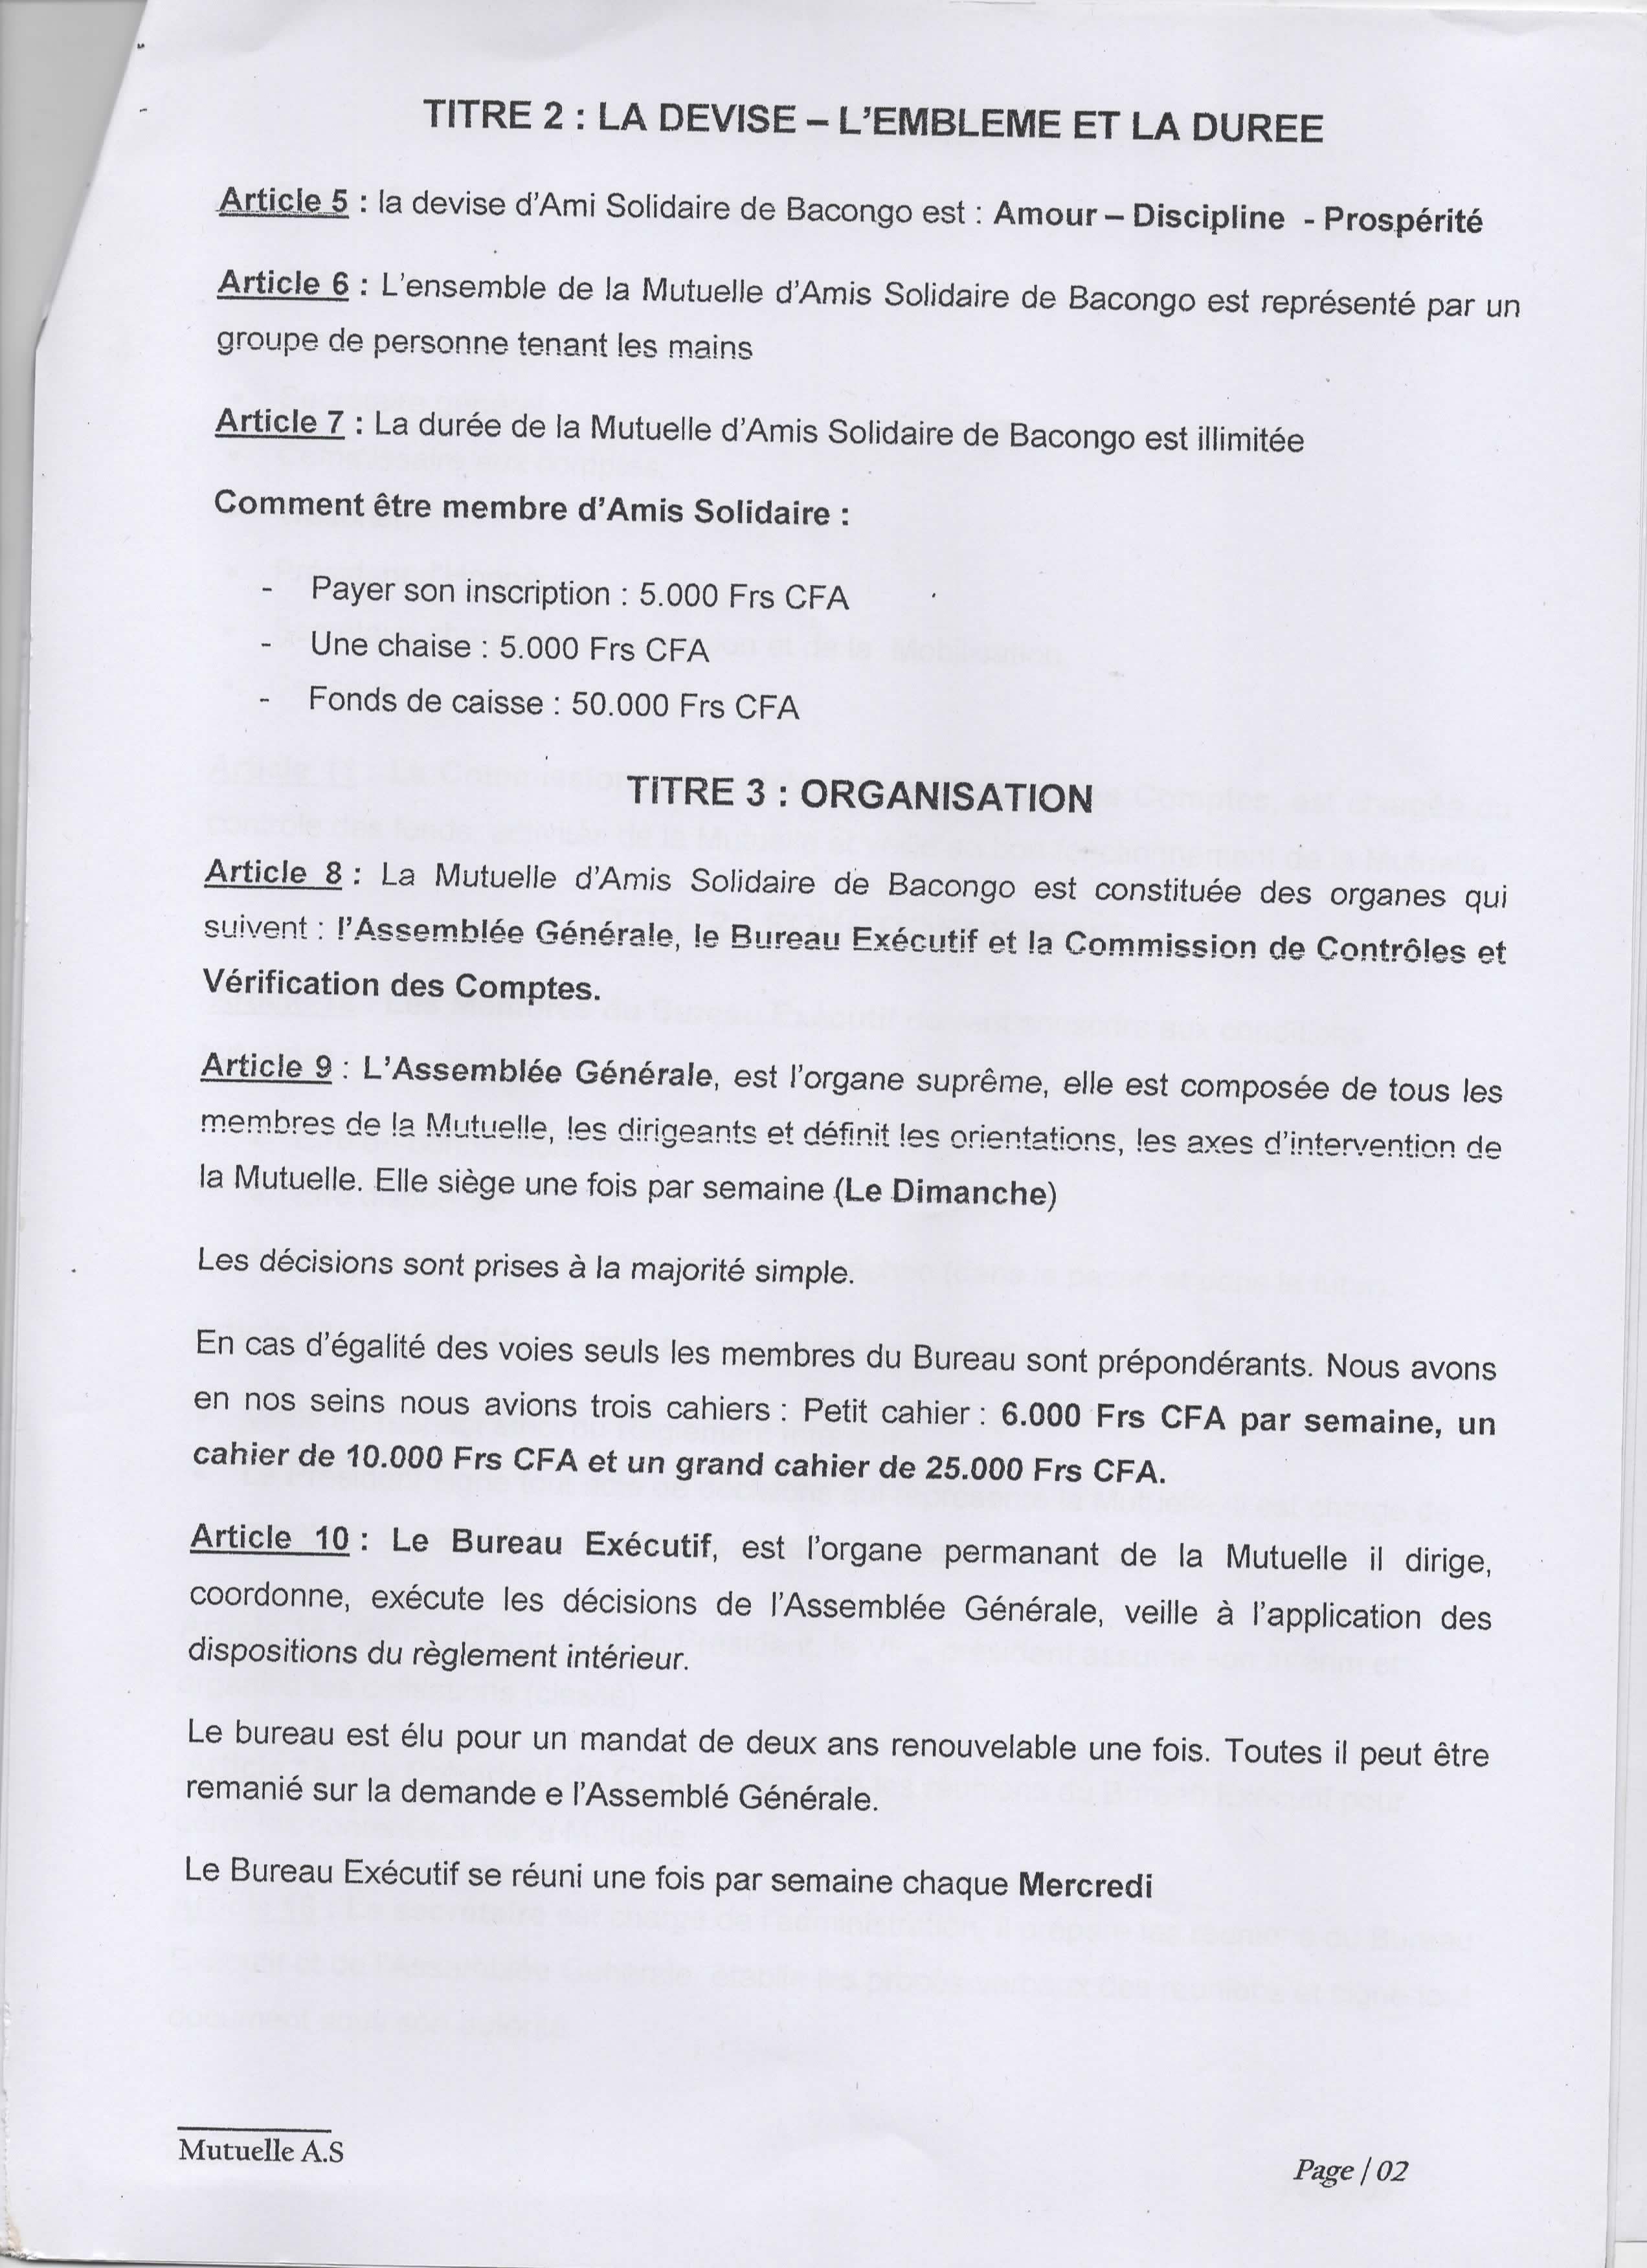 TITRE 2 : LA DEVISE – L'EMBLEME ET LA DUREE
Article 5 : la devise d'Ami Solidaire de Bacongo est : Amour – Discipline - Prospérité
Article 6 : L'ensemble de la Mutuelle d'Amis Solidaire de Bacongo est représenté par un
groupe de personne tenant les mains
Article 7 : La durée de la Mutuelle d'Amis Solidaire de Bacongo est illimitée
Comment être membre d'Amis Solidaire :
- Payer son inscription : 5.000 Frs CFA
- Une chaise : 5.000 Frs CFA
- Fonds de caisse : 50.000 Frs CFA
TITRE 3 : ORGANISATION
Article 8 : La Mutuelle d'Amis Solidaire de Bacongo est constituée des organes qui
suivent : l'Assemblée Générale, le Bureau Exécutif et la Commission de Contrôles et
Vérification des Comptes.
Article 9 : L'Assemblée Générale, est l'organe suprême, elle est composée de tous les
membres de la Mutuelle, les dirigeants et définit les orientations, les axes d'intervention de
la Mutuelle. Elle siège une fois par semaine (Le Dimanche)
Les décisions sont prises à la majorité simple.
En cas d'égalité des voies seuls les membres du Bureau sont prépondérants. Nous avons
en nos seins nous avions trois cahiers : Petit cahier : 6.000 Frs CFA par semaine, un
cahier de 10.000 Frs CFA et un grand cahier de 25.000 Frs CFA.
Article 10 : Le Bureau Exécutif, est l'organe permanant de la Mutuelle il dirige,
coordonne, exécute les décisions de l'Assemblée Générale, veille à l'application des
dispositions du règlement intérieur.
Le bureau est élu pour un mandat de deux ans renouvelable une fois. Toutes il peut être
remanié sur la demande e l'Assemblé Générale.
Le Bureau Exécutif se réuni une fois par semaine chaque Mercredi
Mutuelle A.S
Page / 02